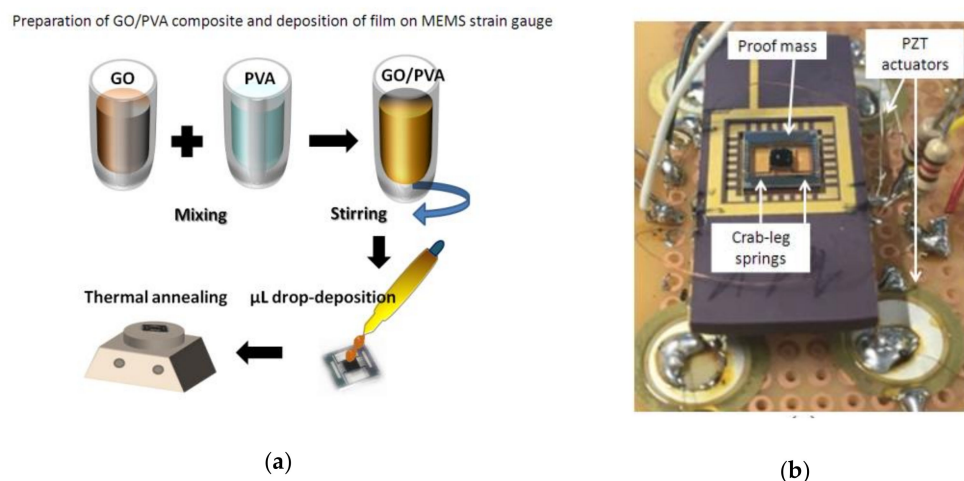 Preparation of GO/PVA composite and deposition of film on MEMS strain gauge
GO
PVA
GO/PVA
Mixing
Stirring
Thermal annealing
µL drop-deposition
(a)
Proof mass
PZT
actuators
Crab-leg
springs
(b)